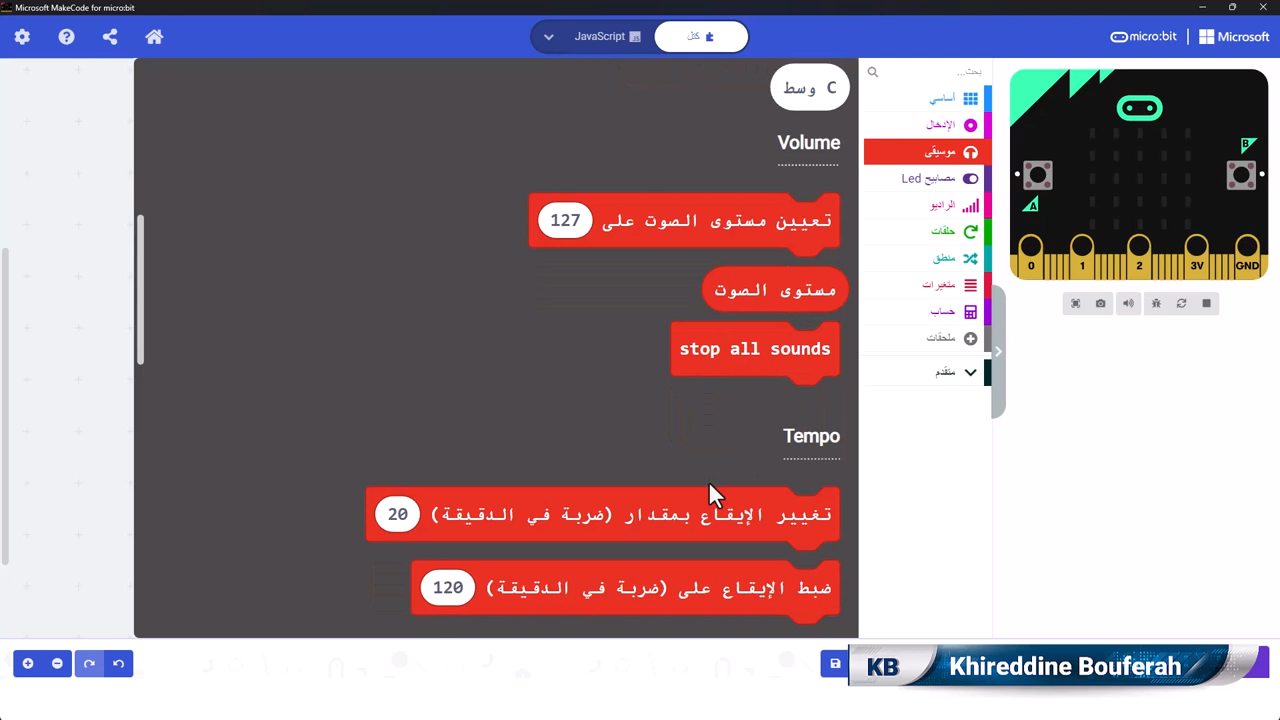 Microsoft MakeCode for micro:bit
JavaScript
كتل
micro:bit
Microsoft
C وسط
Volume
تعيين مستوى الصوت على 127
مستوى الصوت
stop all sounds
Tempo
تغيير الإيقاع بمقدار (ضربة في الدقيقة) 20
ضبط الإيقاع على (ضربة في الدقيقة) 120
بحث...
أساسي
الإدخال
موسيقى
مصابيح Led
الراديو
حلقات
منطق
متغيرات
حساب
ملحقات
متقدم
A
B
0 1 2 3V GND
KB Khireddine Bouferah